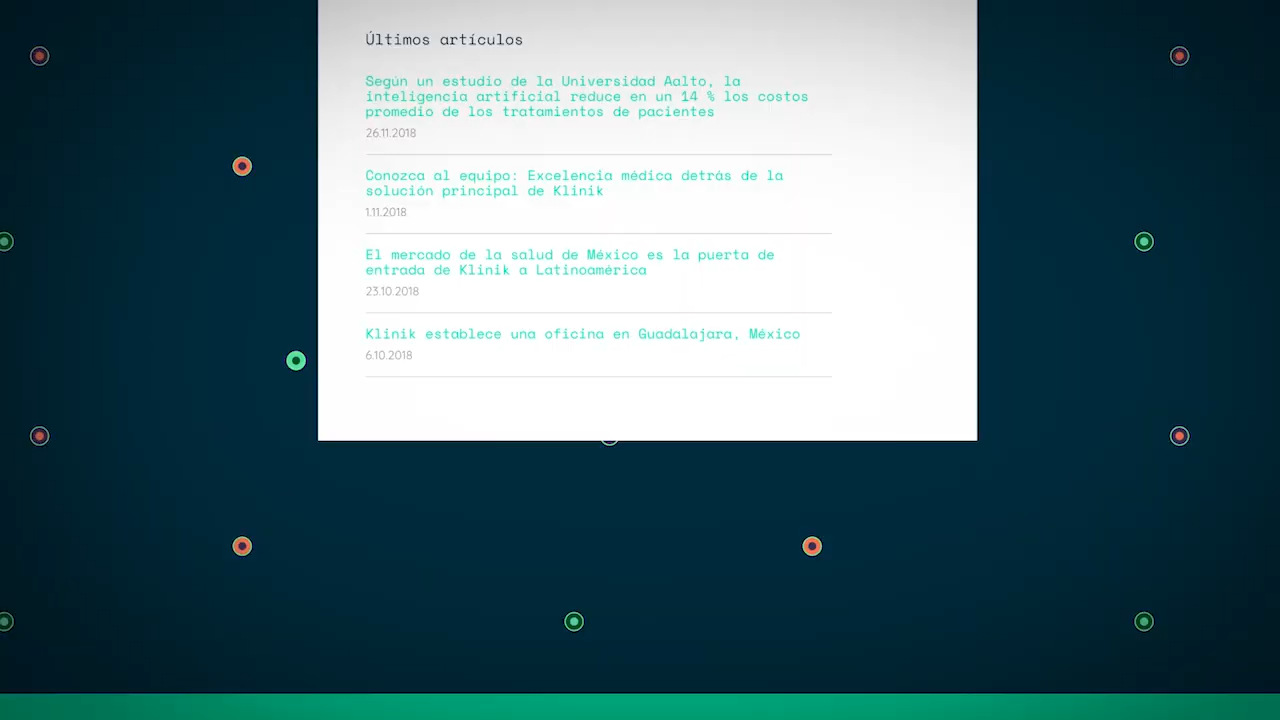 Últimos artículos
Según un estudio de la Universidad Aalto, la
inteligencia artificial reduce en un 14 % los costos
promedio de los tratamientos de pacientes
26.11.2018
Conozca al equipo: Excelencia médica detrás de la
solución principal de Klinik
1.11.2018
El mercado de la salud de México es la puerta de
entrada de Klinik a Latinoamérica
23.10.2018
Klinik establece una oficina en Guadalajara, México
6.10.2018